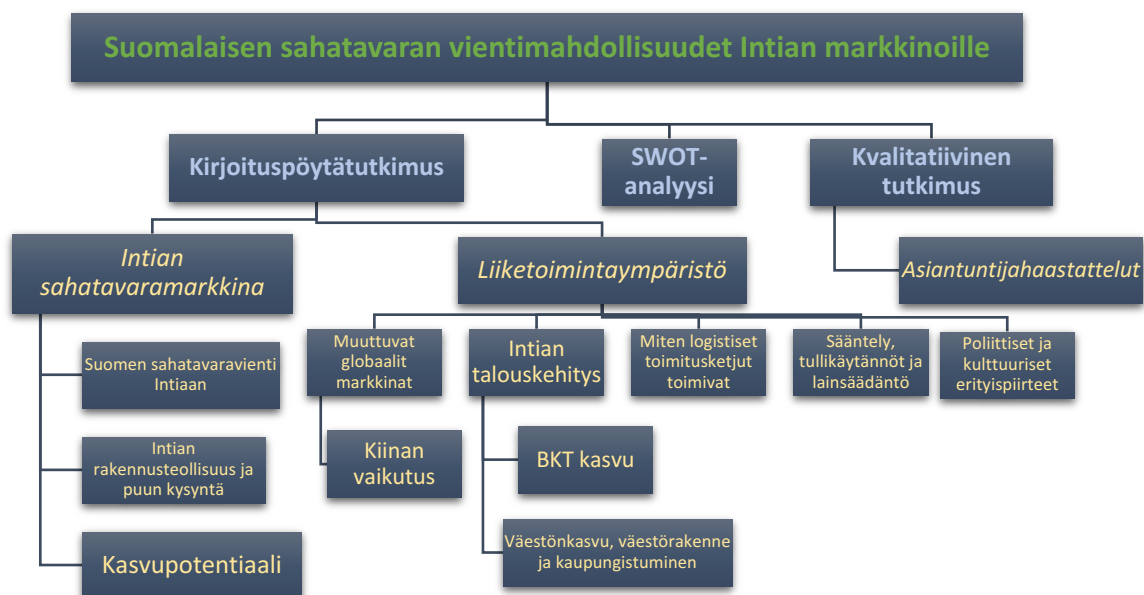 Suomalaisen sahatavaran vientimahdollisuudet Intian markkinoille
Kirjoituspöytätutkimus
SWOT-
analyysi
Kvalitatiivinen
tutkimus
Intian
sahatavaramarkkina
Liiketoimintaympäristö
Asiantuntijahaastattelut
Suomen sahatavaravienti
Intiaan
Intian
rakennusteollisuus ja
puun kysyntä
Kasvupotentiaali
Muuttuvat
globaalit
markkinat
Kiinan
vaikutus
Intian
talouskehitys
BKT kasvu
Väestönkasvu, väestörakenne
ja kaupungistuminen
Miten logistiset
toimitusketjut
toimivat
Sääntely,
tullikäytännöt ja
lainsäädäntö
Poliittiset ja
kulttuuriset
erityispiirteet